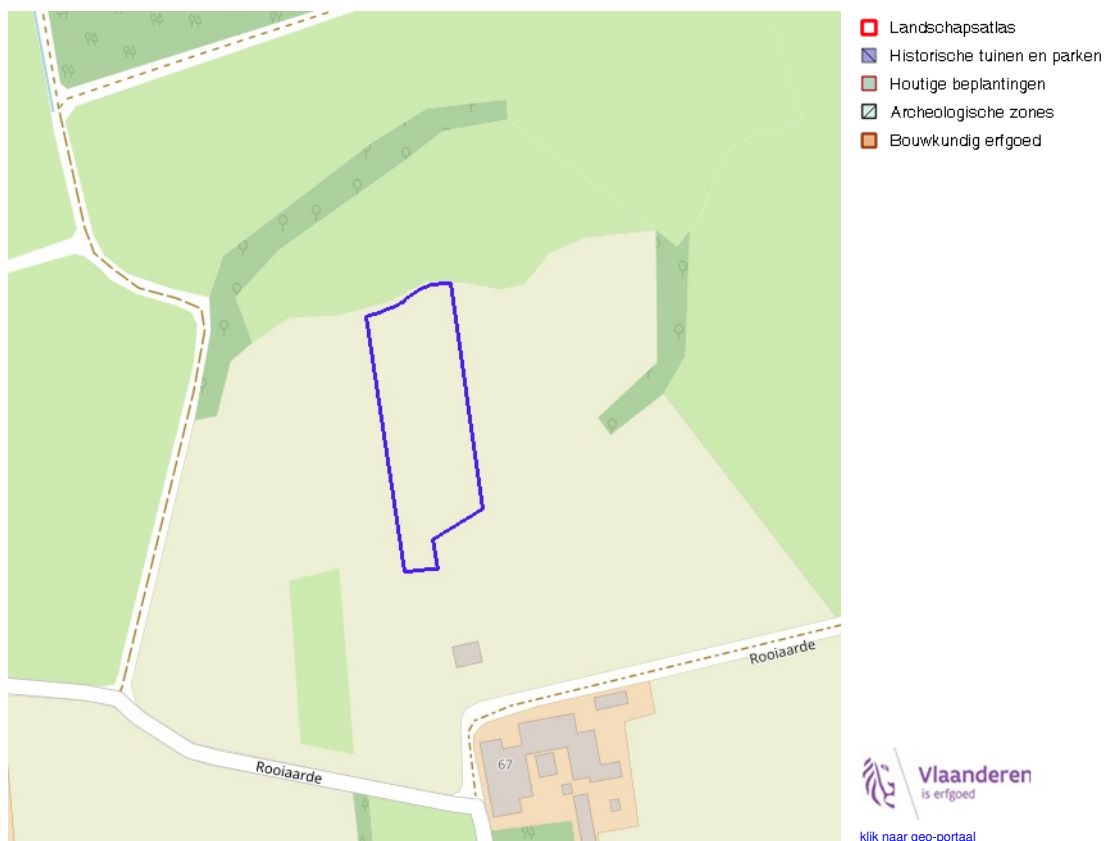 Landschapsatlas
Historische tuinen en parken
Houtige beplantingen
Archeologische zones
Bouwkundig erfgoed
Rooiaarde
67
Rooiaarde
Vlaanderen
is erfgoed
klik naar geo-portaal